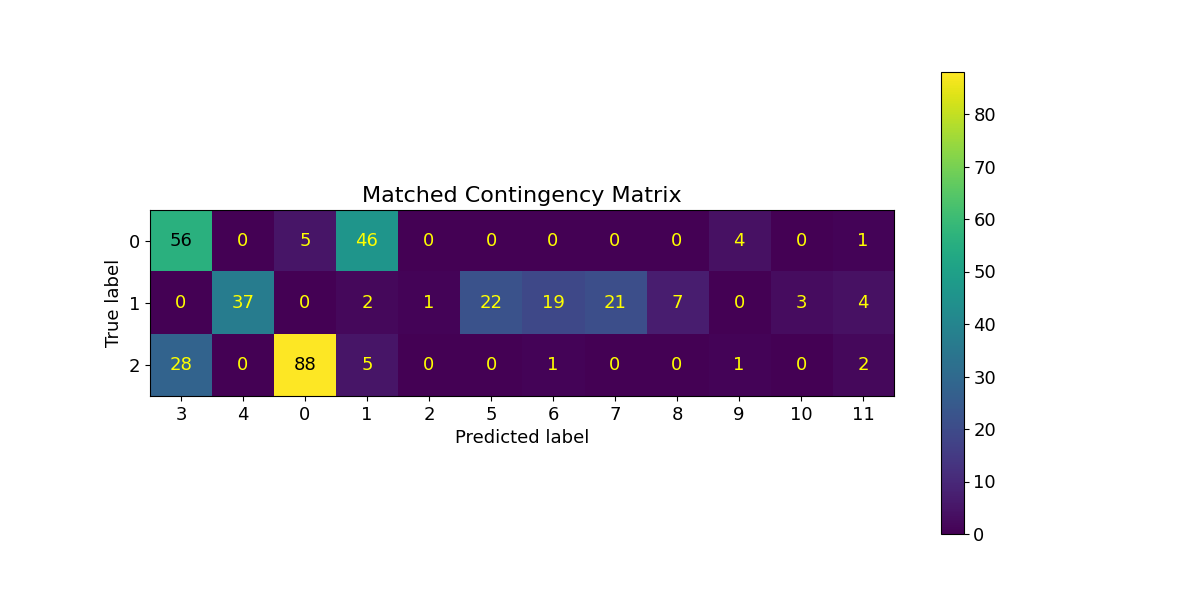 Matched Contingency Matrix
True label
0 56 0 5 46 0 0 0 0 0 4 0 1
1 0 37 0 2 1 22 19 21 7 0 3 4
2 28 0 88 5 0 0 1 0 0 1 0 2
3 4 0 1 2 5 6 7 8 9 10 11
Predicted label
80
70
60
50
40
30
20
10
0